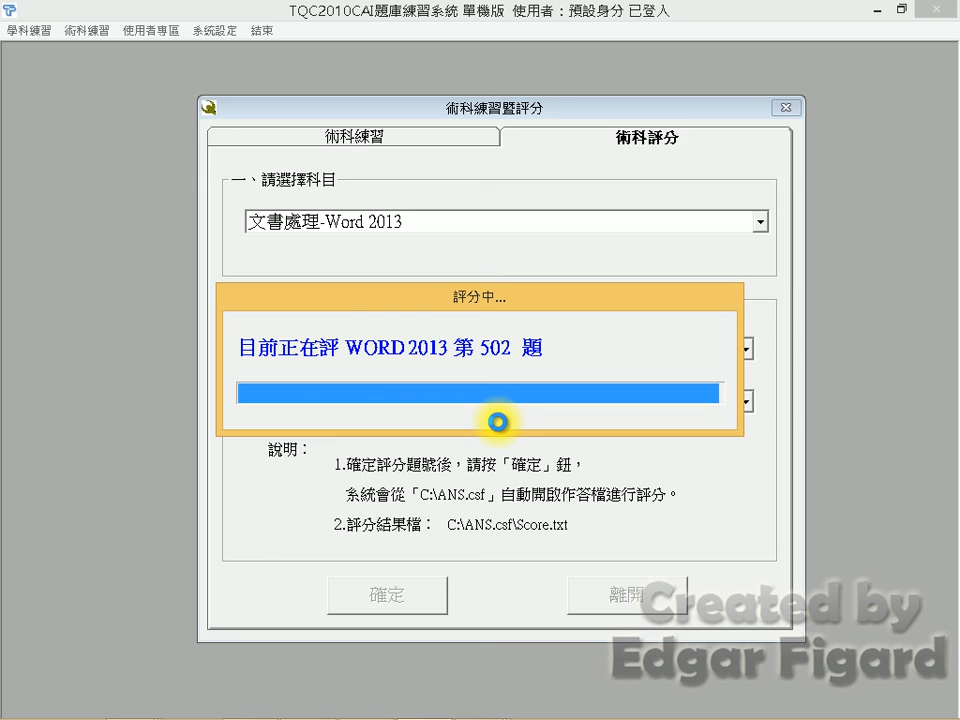 TQC2010CAI題庫練習系統 單機版 使用者：預設身分 已登入
學科練習 術科練習 使用者專區 系統設定 結束
術科練習暨評分
術科練習 術科評分
一、請選擇科目
文書處理-Word 2013
評分中...
目前正在評 WORD 2013 第 502 題
說明：
1.確定評分題號後，請按「確定」鈕，
系統會從「C:\ANS.csf」自動開啟作答檔進行評分。
2.評分結果檔： C:\ANS.csf\Score.txt
確定 離開
Created by
Edgar Figard